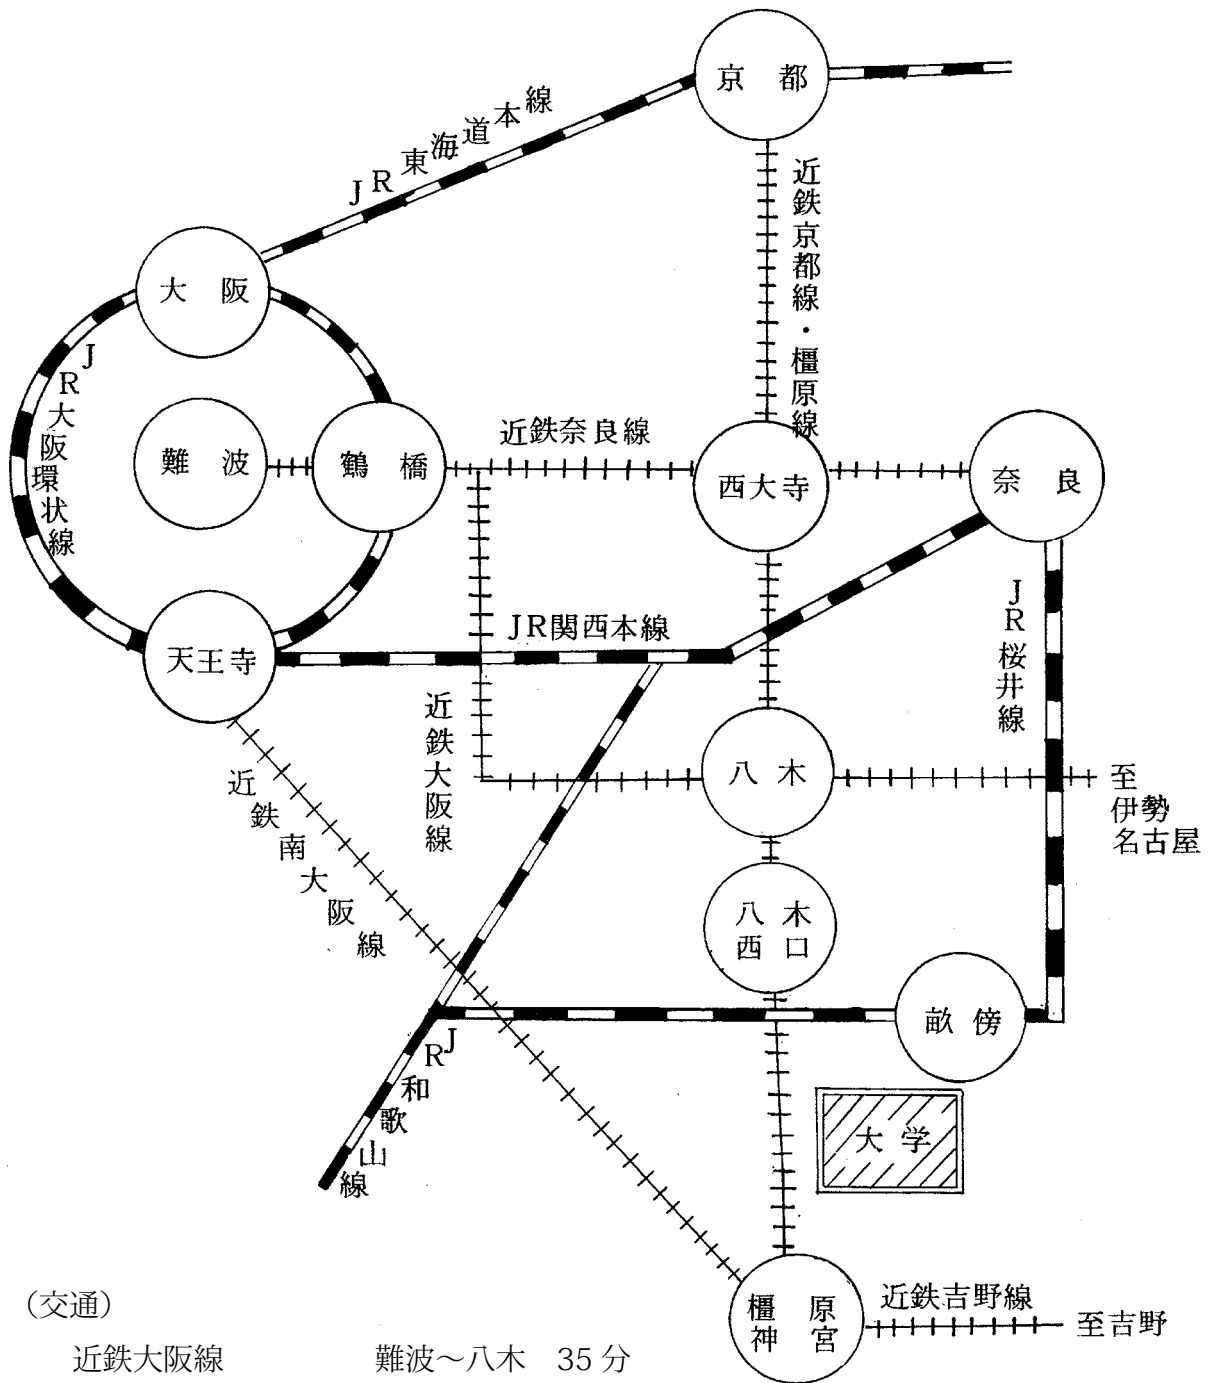 京都
JR東海道本線
近鉄京都線・橿原線
大阪
JR大阪環状線
難波
鶴橋
近鉄奈良線
西大寺
奈良
天王寺
JR関西本線
JR桜井線
近鉄大阪線
八木
至
伊勢
名古屋
近鉄南大阪線
八木
西口
畝傍
JR和歌山線
大学
橿原
神宮
近鉄吉野線
至吉野
(交通)
近鉄大阪線 難波～八木 35分